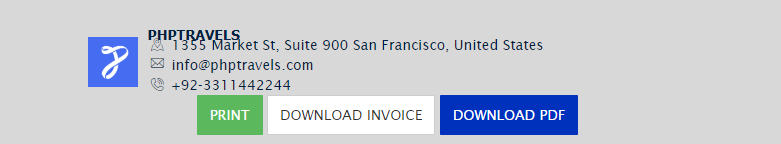 PHPTRAVELS
1355 Market St, Suite 900 San Francisco, United States
info@phptravels.com
+92-3311442244
PRINT DOWNLOAD INVOICE DOWNLOAD PDF